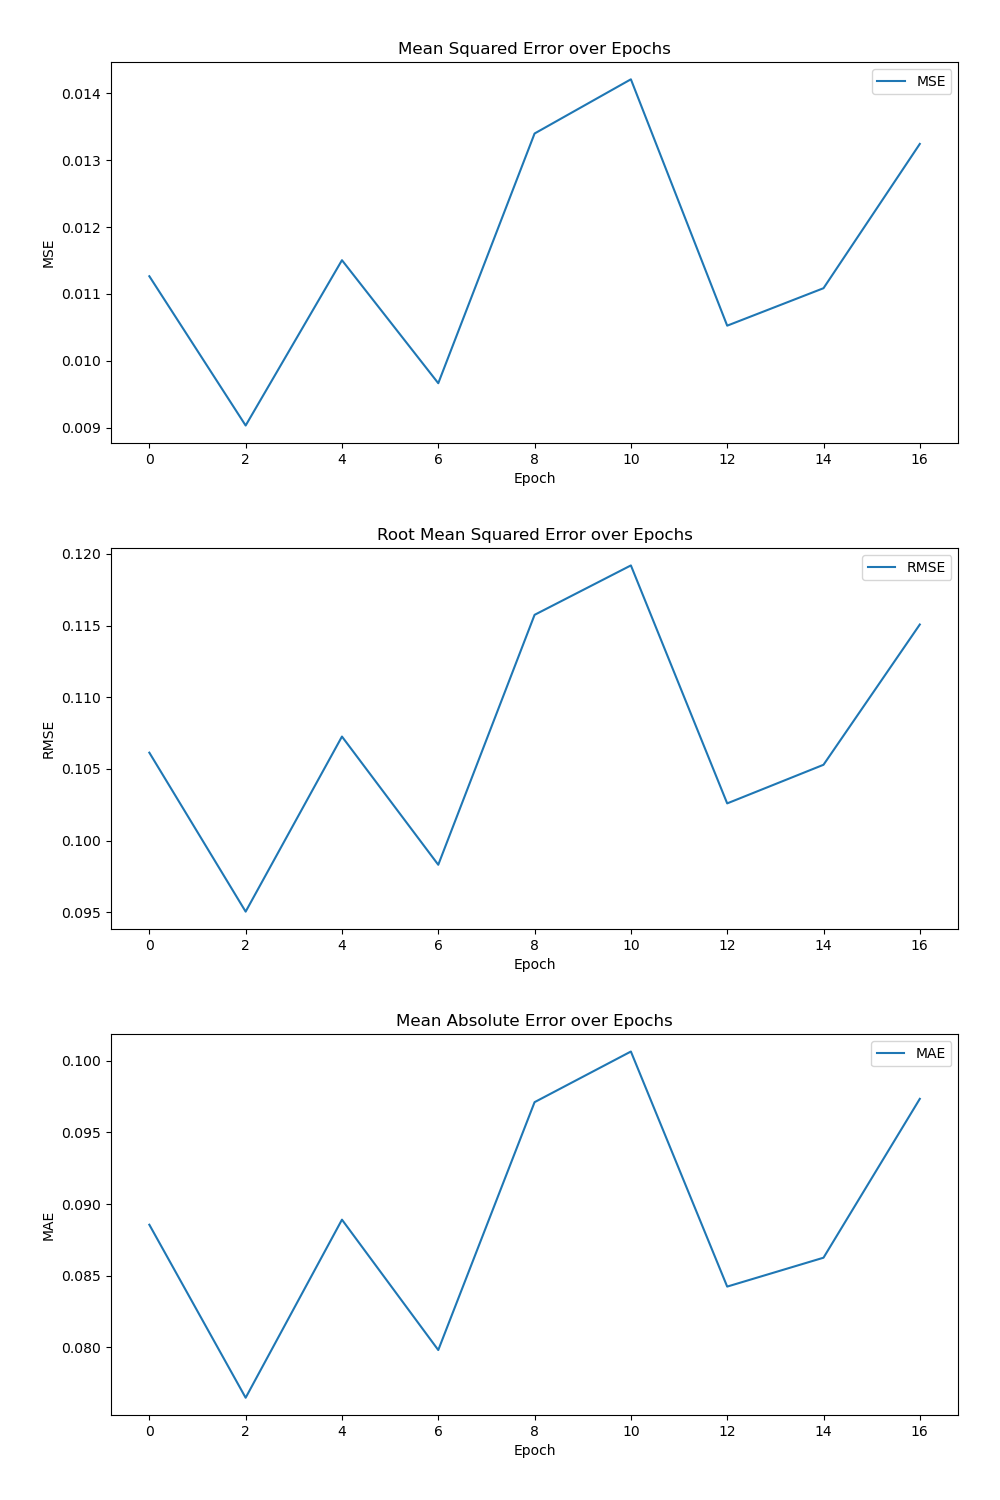 Mean Squared Error over Epochs
MSE
0.014
0.013
0.012
0.011
0.010
0.009
MSE
0 2 4 6 8 10 12 14 16
Epoch
Root Mean Squared Error over Epochs
RMSE
0.120
0.115
0.110
0.105
0.100
0.095
RMSE
0 2 4 6 8 10 12 14 16
Epoch
Mean Absolute Error over Epochs
MAE
0.100
0.095
0.090
0.085
0.080
MAE
0 2 4 6 8 10 12 14 16
Epoch